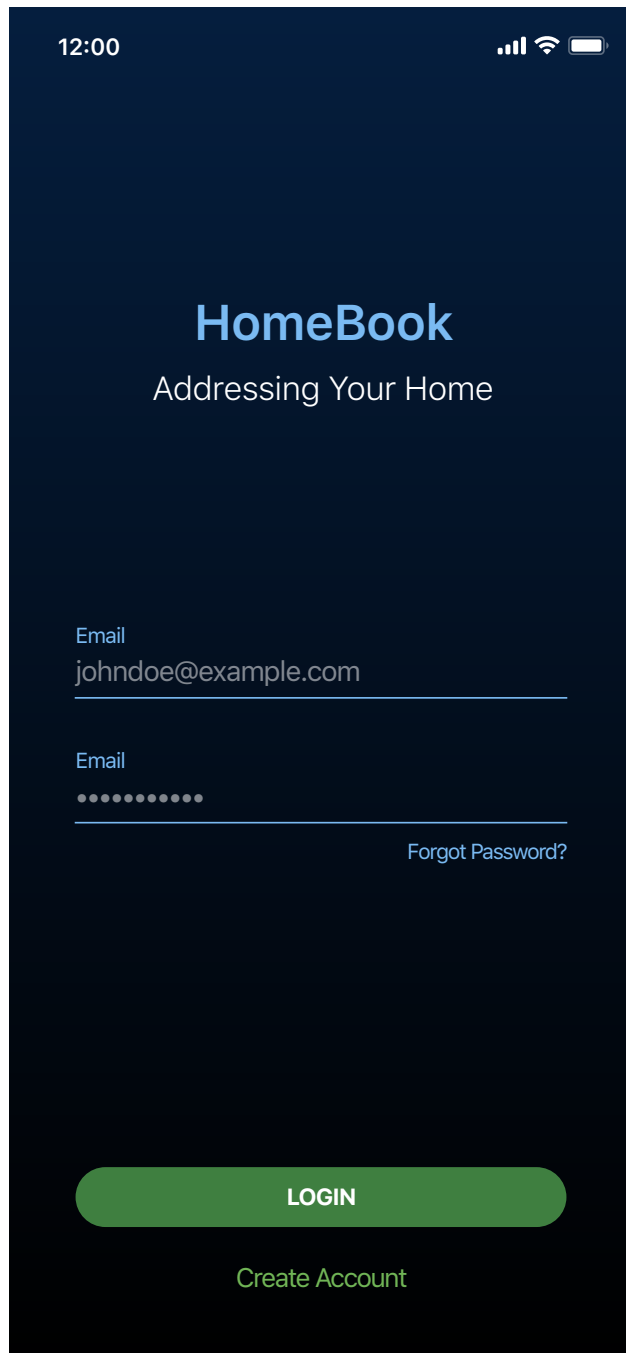 12:00
HomeBook
Addressing Your Home
Email
johndoe@example.com
Email
•••••••••••
Forgot Password?
LOGIN
Create Account